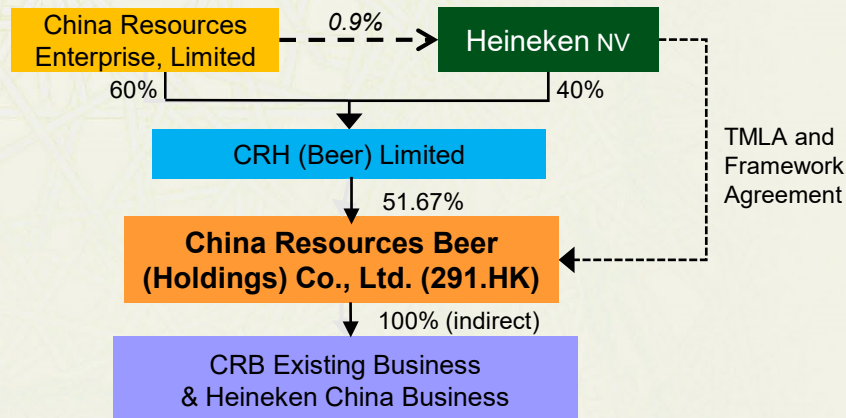 China Resources
Enterprise, Limited
0.9%
Heineken NV
60%
40%
CRH (Beer) Limited
TMLA and
Framework
Agreement
51.67%
China Resources Beer
(Holdings) Co., Ltd. (291.HK)
100% (indirect)
CRB Existing Business
& Heineken China Business